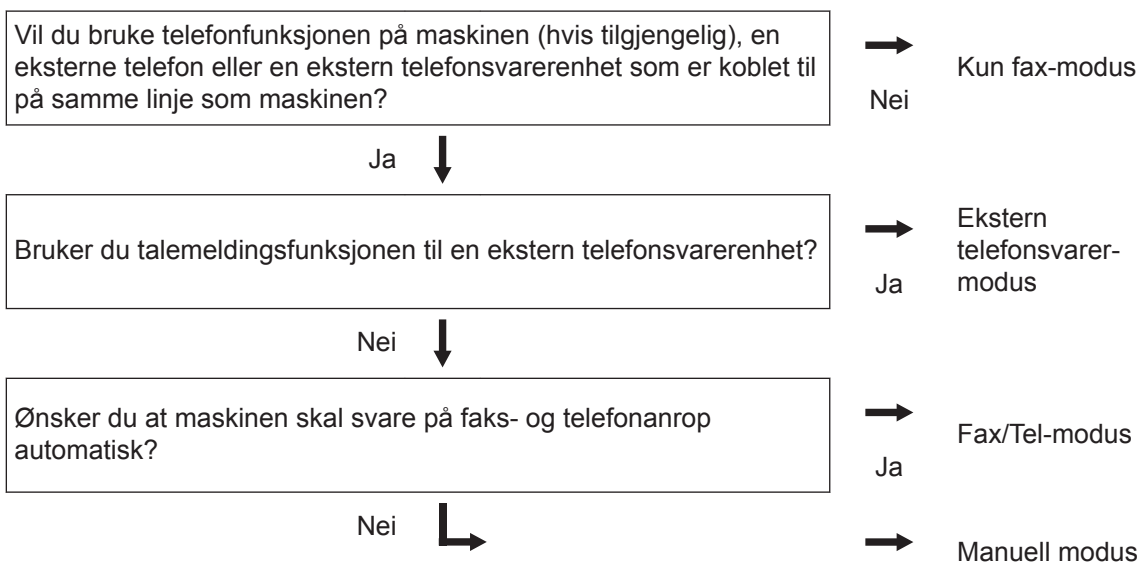 Vil du bruke telefonfunksjonen på maskinen (hvis tilgjengelig), en
eksterne telefon eller en ekstern telefonsvarerenhet som er koblet til
på samme linje som maskinen?
Nei
Kun fax-modus
Ja
Bruker du talemeldingsfunksjonen til en ekstern telefonsvarerenhet?
Ja
Ekstern
telefonsvarer-
modus
Nei
Ønsker du at maskinen skal svare på faks- og telefonanrop
automatisk?
Ja
Fax/Tel-modus
Nei
Manuell modus